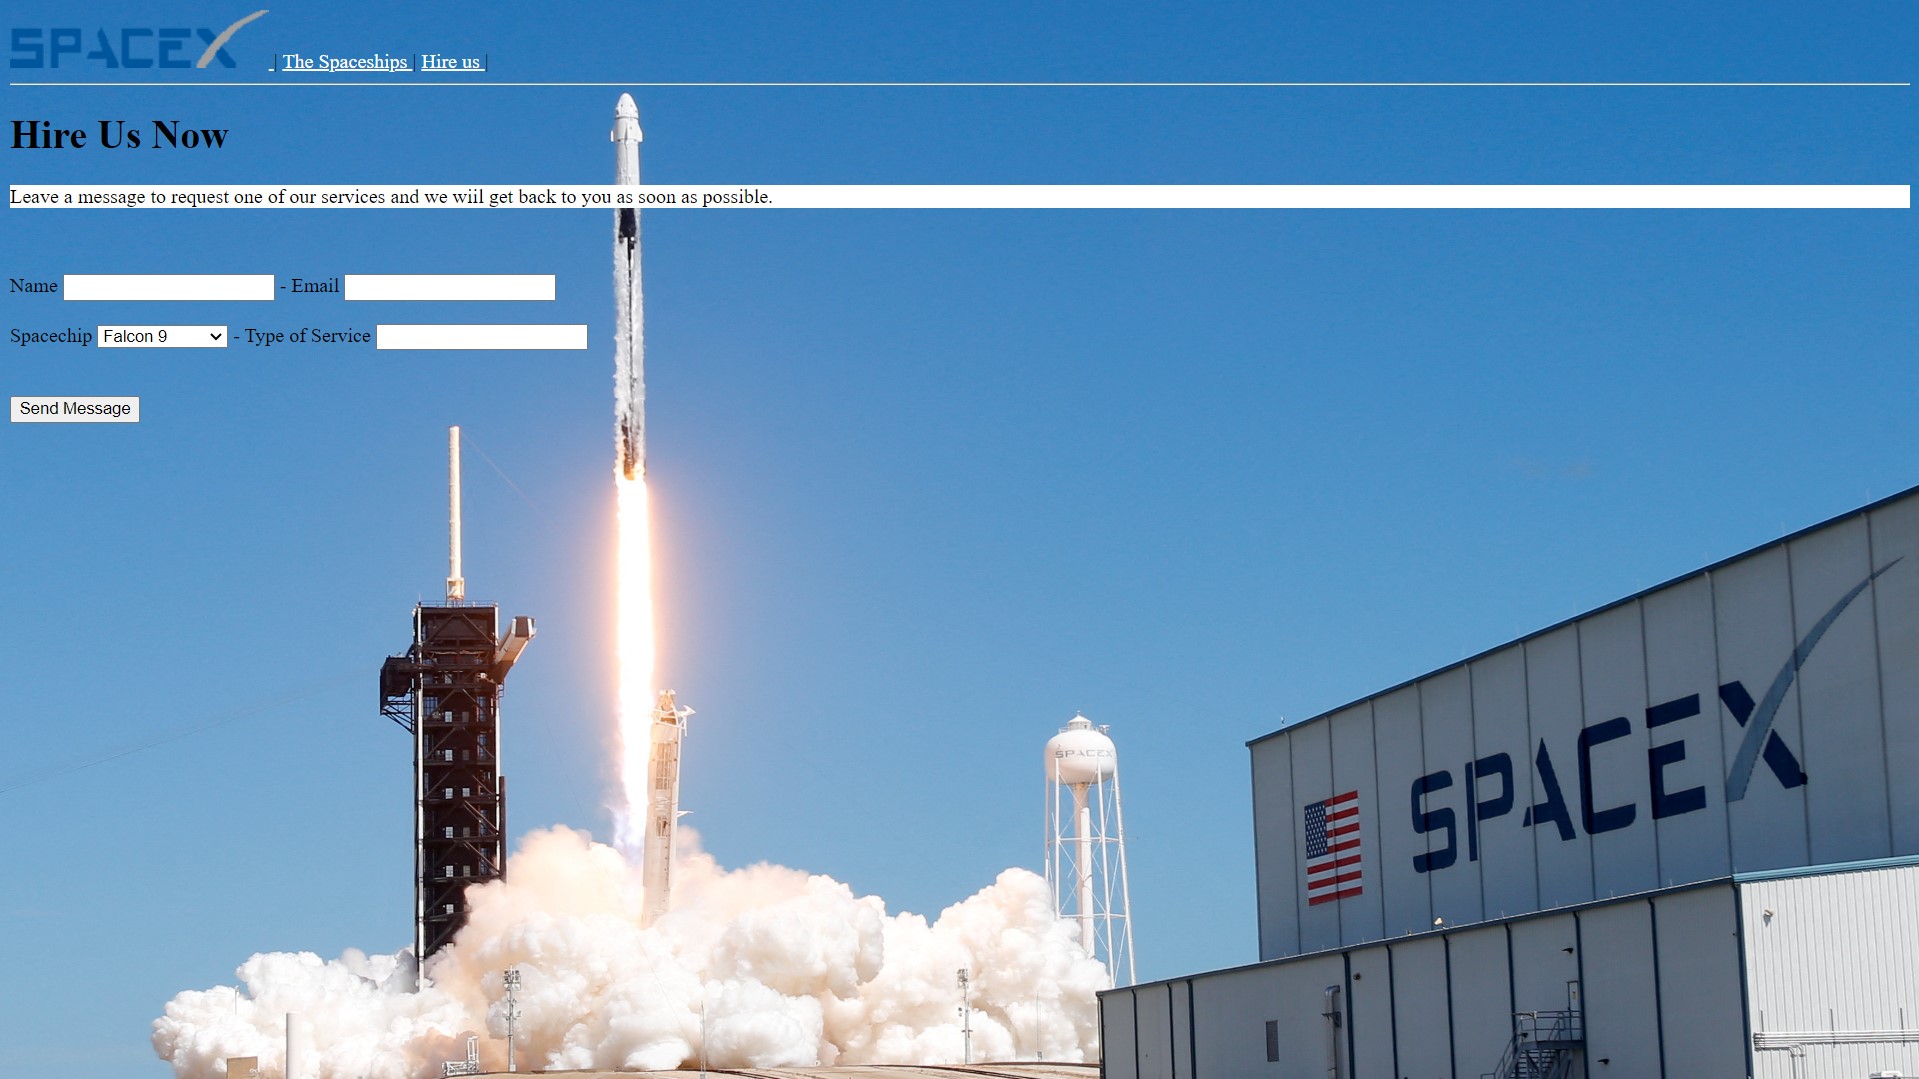 SPACEX | The Spaceships | Hire us |
Hire Us Now
Leave a message to request one of our services and we wiil get back to you as soon as possible.
Name - Email
Spacechip Falcon 9 - Type of Service
Send Message
SPACEX
SPACEX